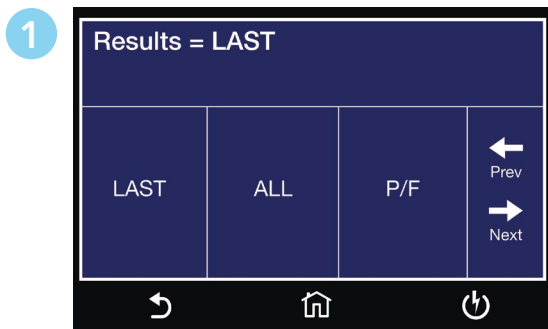 1
Results = LAST
LAST
ALL
P/F
Prev
Next